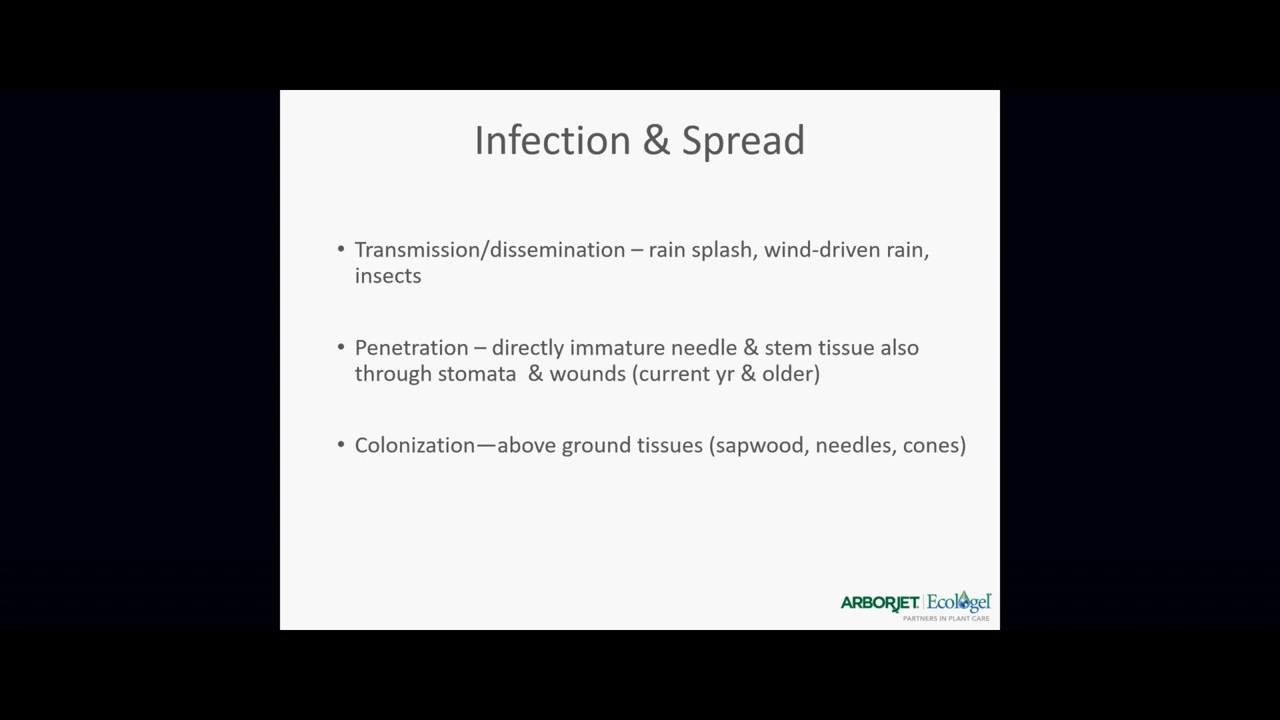 Infection & Spread
• Transmission/dissemination – rain splash, wind-driven rain,
insects
• Penetration – directly immature needle & stem tissue also
through stomata  & wounds (current yr & older)
• Colonization—above ground tissues (sapwood, needles, cones)
ARBORJET | Ecologel
PARTNERS IN PLANT CARE